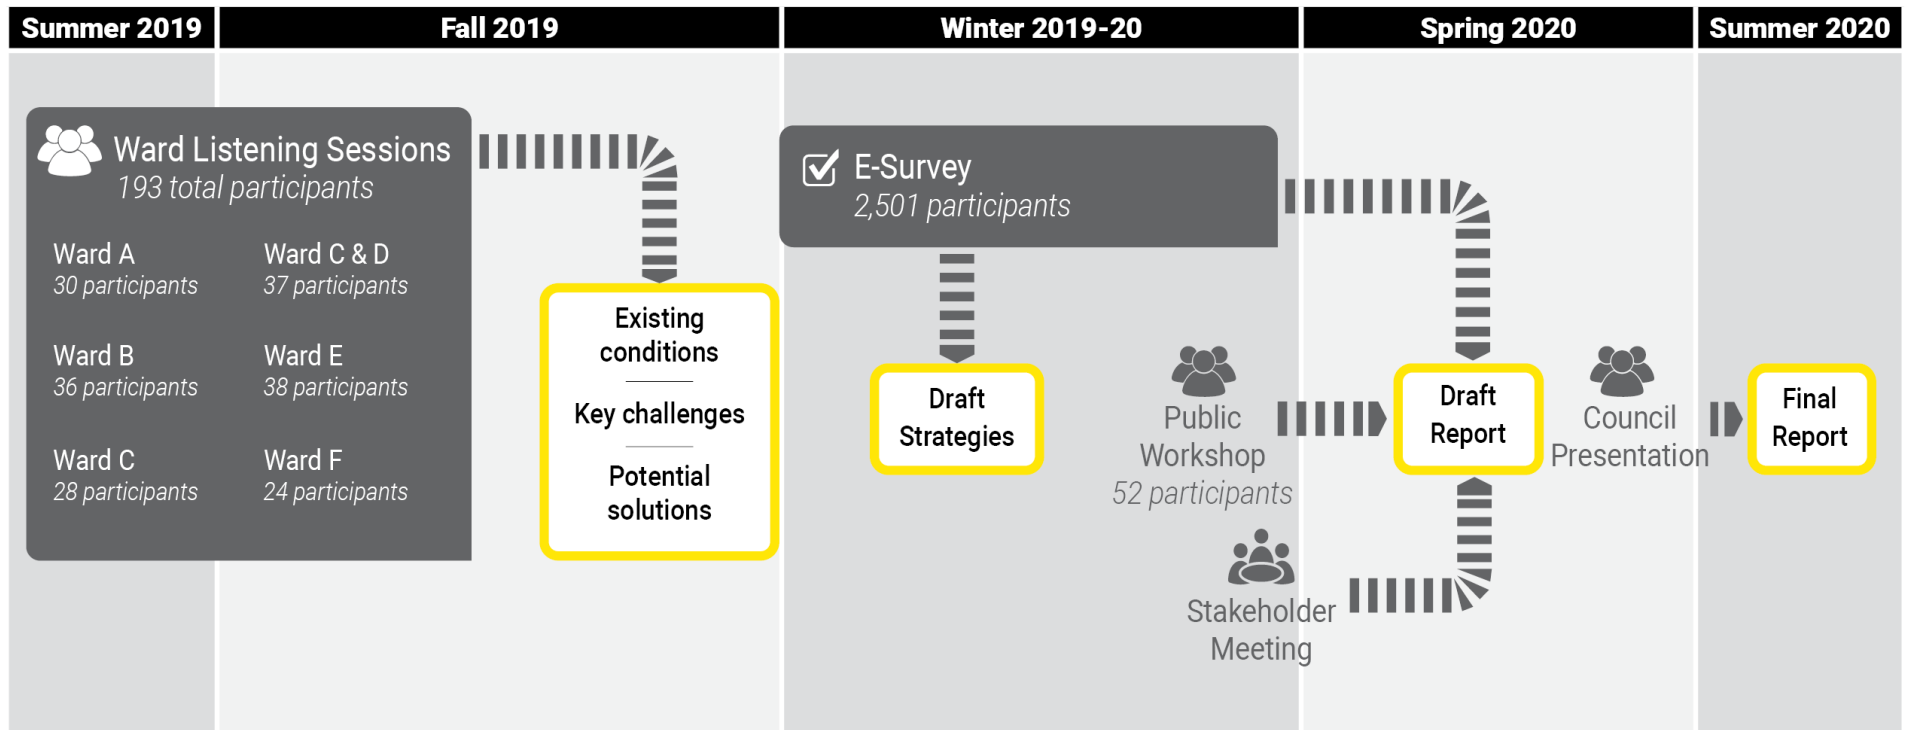 Summer 2019
Fall 2019
Winter 2019-20
Spring 2020
Summer 2020
Ward Listening Sessions
193 total participants
Ward A
30 participants
Ward C & D
37 participants
Ward B
36 participants
Ward E
38 participants
Ward C
28 participants
Ward F
24 participants
Existing
conditions
Key challenges
Potential
solutions
E-Survey
2,501 participants
Draft
Strategies
Public
Workshop
52 participants
Stakeholder
Meeting
Draft
Report
Council
Presentation
Final
Report